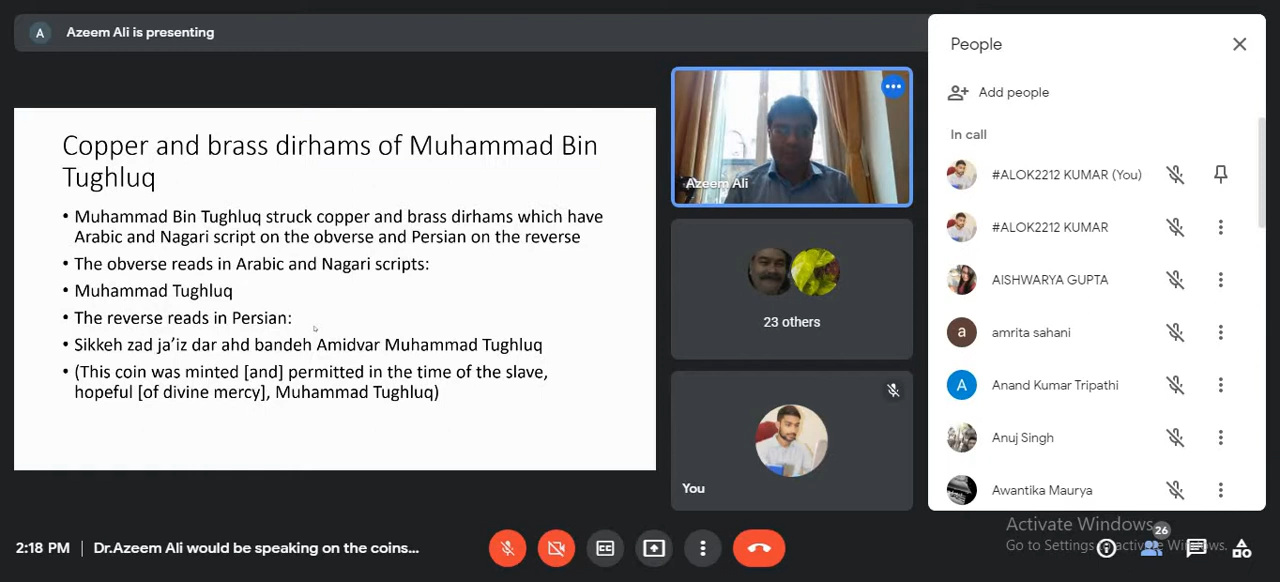 A
Azeem Ali is presenting
Copper and brass dirhams of Muhammad Bin
Tughluq
• Muhammad Bin Tughluq struck copper and brass dirhams which have
Arabic and Nagari script on the obverse and Persian on the reverse
• The obverse reads in Arabic and Nagari scripts:
• Muhammad Tughluq
• The reverse reads in Persian:
• Sikkeh zad ja’iz dar ahd bandeh Amidvar Muhammad Tughluq
• (This coin was minted [and] permitted in the time of the slave,
hopeful [of divine mercy], Muhammad Tughluq)
Azeem Ali
23 others
You
People
Add people
In call
#ALOK2212 KUMAR (You)
#ALOK2212 KUMAR
AISHWARYA GUPTA
a amrita sahani
A Anand Kumar Tripathi
Anuj Singh
Awantika Maurya
Activate Windows
Go to Settings to activate Windows.
26
2:18 PM | Dr.Azeem Ali would be speaking on the coins...
CC